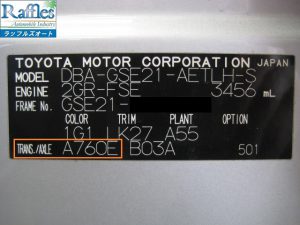 Raffles
Automobile Industry
ラッフルズオート
TOYOTA MOTOR CORPORATION JAPAN
MODEL DBA-GSE21-AETLH-S
ENGINE 2GR-FSE 3456 mL
FRAME No. GSE21-
COLOR TRIM PLANT OPTION
1G1 LK27 A55
TRANS./AXLE A760E B03A 501